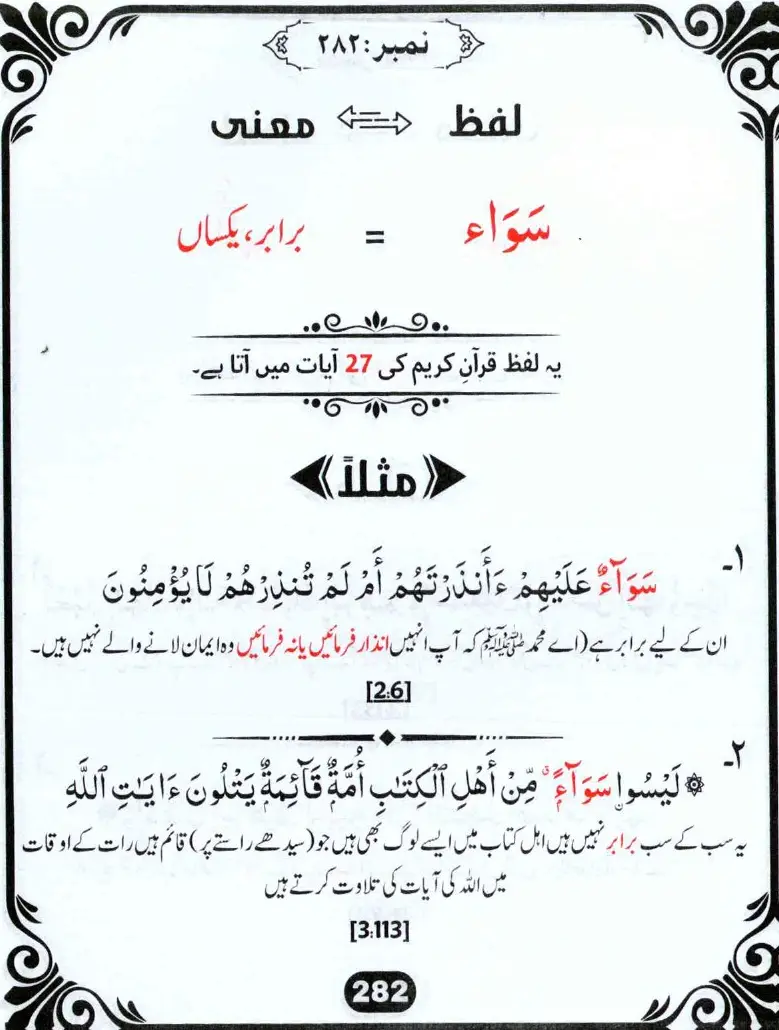 نمبر: ۲۸۲
لفظ معنی
سَوَاء = برابر، یکساں
یہ لفظ قرآنِ کریم کی 27 آیات میں آتا ہے۔
مثلاً
۱۔ سَوَآءٌ عَلَيْهِمْ ءَأَنذَرْتَهُمْ أَمْ لَمْ تُنذِرْهُمْ لَا يُؤْمِنُونَ
ان کے لیے برابر ہے (اے محمد ﷺ کہ آپ انہیں انذار فرمائیں یا نہ فرمائیں وہ ایمان لانے والے نہیں ہیں۔
[2:6]
۲۔ ۞ لَيْسُوا۟ سَوَآءً ۗ مِّنْ أَهْلِ ٱلْكِتَٰبِ أُمَّةٌ قَآئِمَةٌ يَتْلُونَ ءَايَٰتِ ٱللَّهِ
یہ سب کے سب برابر نہیں ہیں اہل کتاب میں ایسے لوگ بھی ہیں جو (سیدھے راستے پر) قائم ہیں رات کے اوقات
میں اللہ کی آیات کی تلاوت کرتے ہیں
[3:113]
282